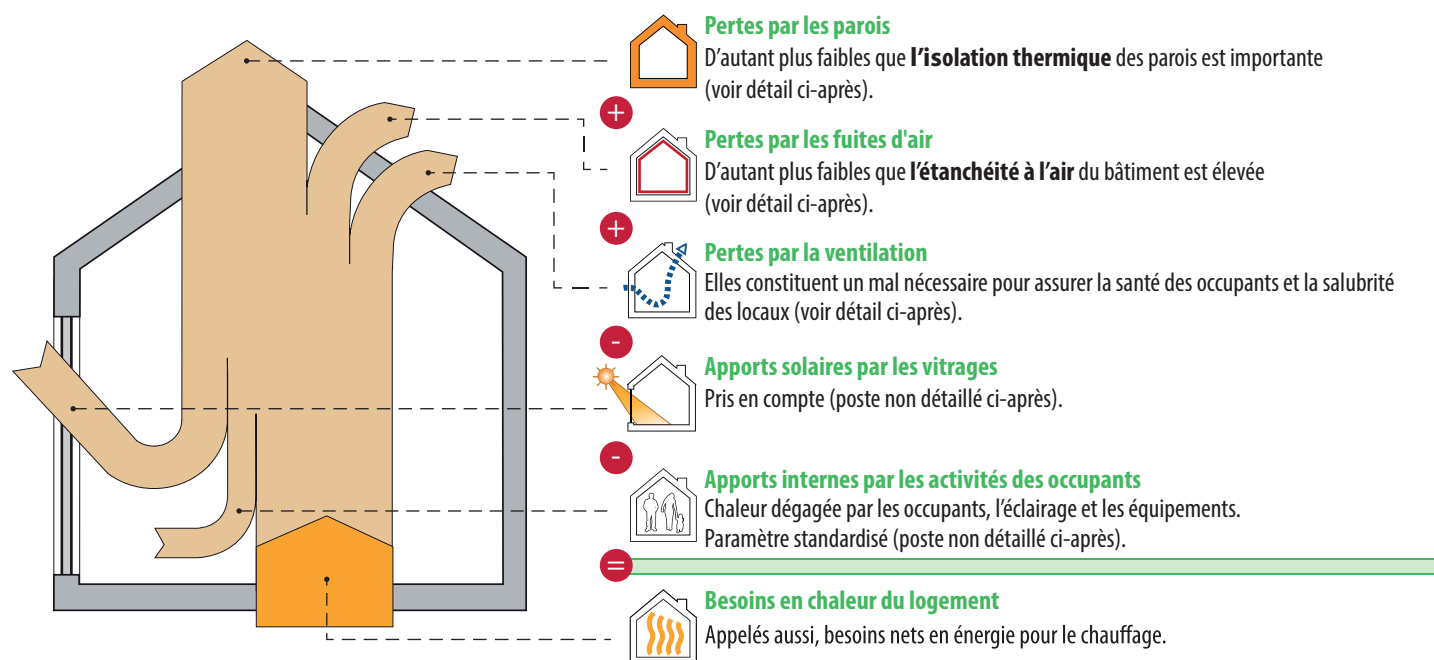 Pertes par les parois
D'autant plus faibles que l'isolation thermique des parois est importante
(voir détail ci-après).
+
Pertes par les fuites d'air
D'autant plus faibles que l'étanchéité à l'air du bâtiment est élevée
(voir détail ci-après).
+
Pertes par la ventilation
Elles constituent un mal nécessaire pour assurer la santé des occupants et la salubrité
des locaux (voir détail ci-après).
-
Apports solaires par les vitrages
Pris en compte (poste non détaillé ci-après).
-
Apports internes par les activités des occupants
Chaleur dégagée par les occupants, l'éclairage et les équipements.
Paramètre standardisé (poste non détaillé ci-après).
=
Besoins en chaleur du logement
Appelés aussi, besoins nets en énergie pour le chauffage.